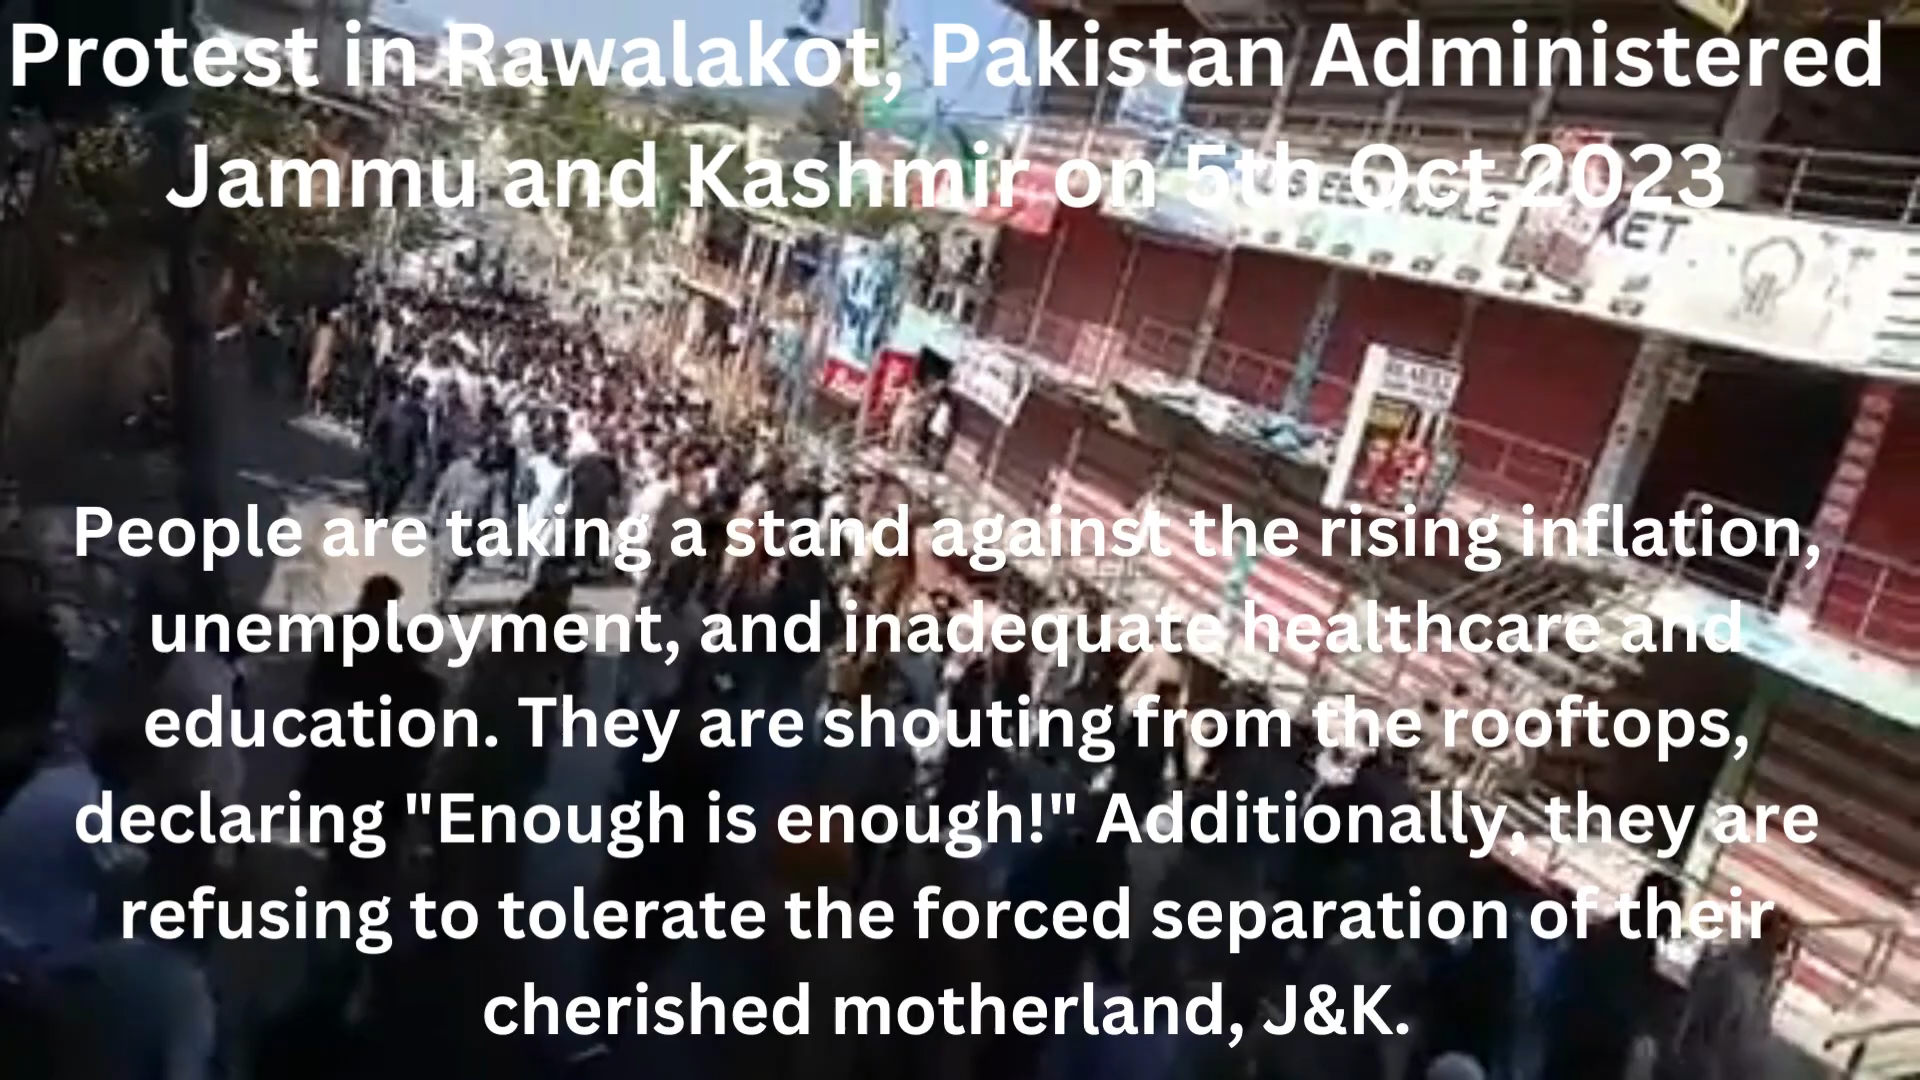 Protest in Rawalakot, Pakistan Administered
Jammu and Kashmir on 5th Oct 2023
KET
People are taking a stand against the rising inflation,
unemployment, and inadequate healthcare and
education. They are shouting from the rooftops,
declaring "Enough is enough!" Additionally, they are
refusing to tolerate the forced separation of their
cherished motherland, J&K.